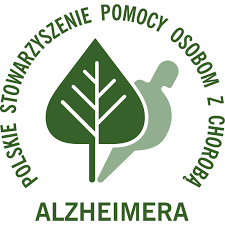 POLSKIE STOWARZYSZENIE POMOCY OSOBOM Z CHOROBĄ
ALZHEIMERA